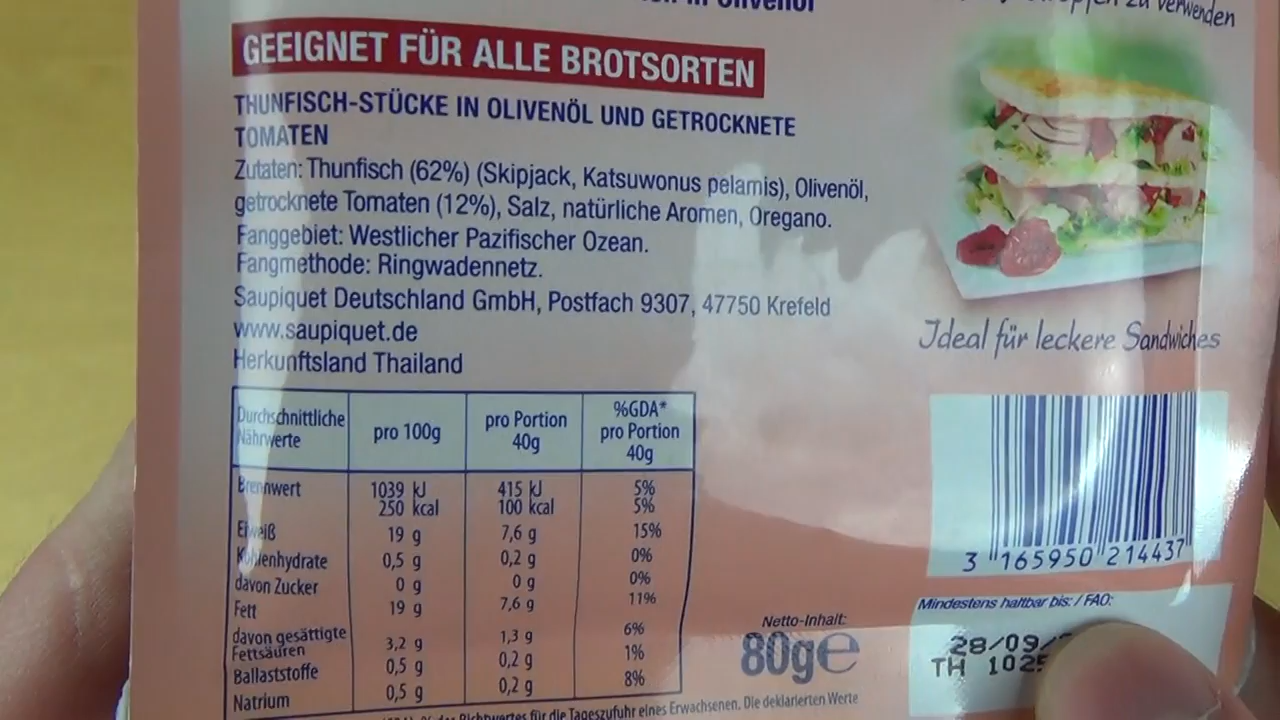 in Olivenöl
zu verwenden
GEEIGNET FÜR ALLE BROTSORTEN
THUNFISCH-STÜCKE IN OLIVENÖL UND GETROCKNETE
TOMATEN
Zutaten: Thunfisch (62%) (Skipjack, Katsuwonus pelamis), Olivenöl,
getrocknete Tomaten (12%), Salz, natürliche Aromen, Oregano.
Fanggebiet: Westlicher Pazifischer Ozean.
Fangmethode: Ringwadennetz.
Saupiquet Deutschland GmbH, Postfach 9307, 47750 Krefeld
www.saupiquet.de
Herkunftsland Thailand
Ideal für leckere Sandwiches
Durchschnittliche Nährwerte pro 100g pro Portion 40g %GDA* pro Portion 40g
Brennwert 1039 kJ 415 kJ 5%
250 kcal 100 kcal 5%
Eiweiß 19 g 7,6 g 15%
Kohlenhydrate 0,5 g 0,2 g 0%
davon Zucker 0 g 0 g 0%
Fett 19 g 7,6 g 11%
davon gesättigte Fettsäuren 3,2 g 1,3 g 6%
Ballaststoffe 0,5 g 0,2 g 1%
Natrium 0,5 g 0,2 g 8%
3 165950 214437
Netto-Inhalt:
80g e
Mindestens haltbar bis: / FAO:
28/09/
TH 1025
Richtwertes für die Tageszufuhr eines Erwachsenen. Die deklarierten Werte